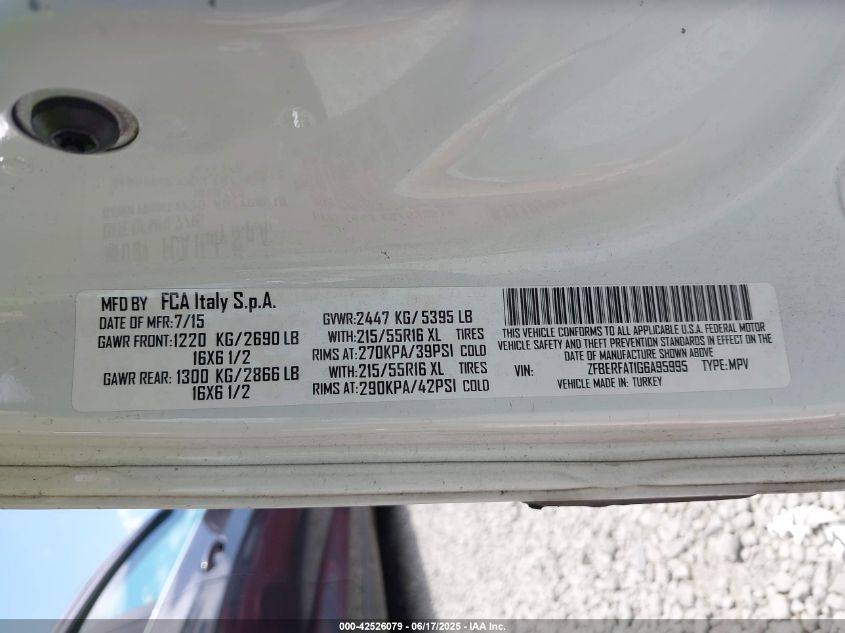 MFD BY FCA Italy S.p.A.
DATE OF MFR:7/15
GAWR FRONT:1220 KG/2690 LB
16X6 1/2
GAWR REAR:1300 KG/2866 LB
16X6 1/2
GVWR:2447 KG/5395 LB
WITH:215/55R16 XL TIRES
RIMS AT:270KPA/39PSI COLD
WITH:215/55R16 XL TIRES
RIMS AT:290KPA/42PSI COLD
THIS VEHICLE CONFORMS TO ALL APPLICABLE U.S.A. FEDERAL MOTOR
VEHICLE SAFETY AND THEFT PREVENTION STANDARDS IN EFFECT ON THE
DATE OF MANUFACTURE SHOWN ABOVE
VIN: ZFBERFAT1G6A95995 TYPE:MPV
VEHICLE MADE IN: TURKEY
000-42526079 - 06/17/2025 - IAA Inc.